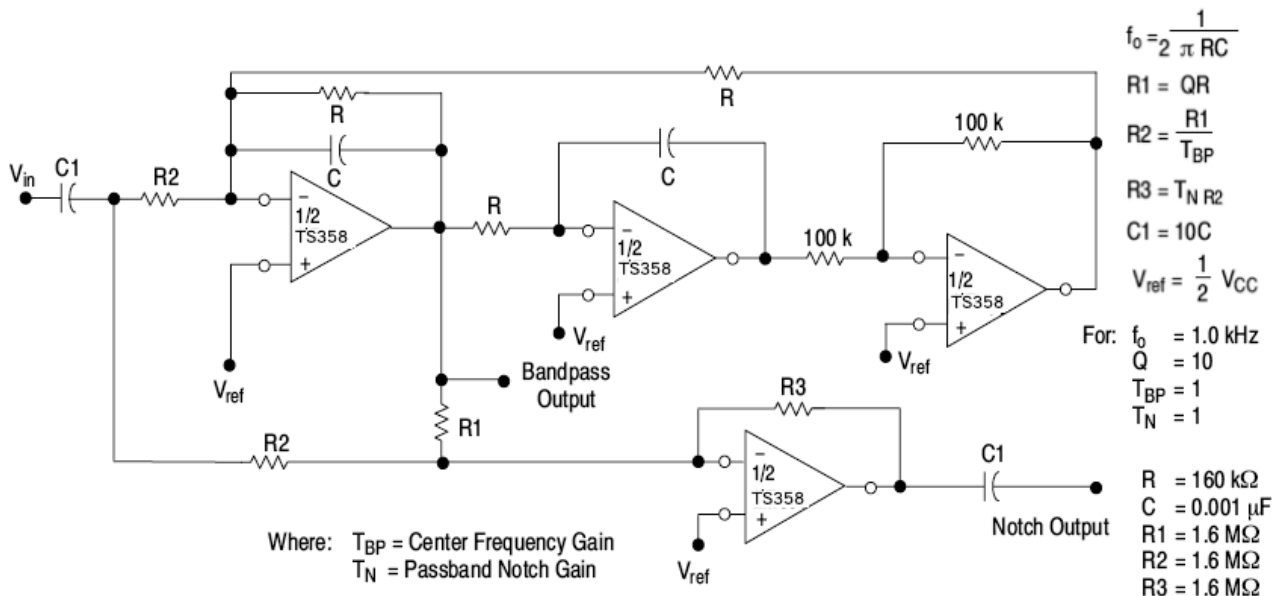 R
R
C
C1
V_in
R2
1/2
TS358
R
C
1/2
TS358
100 k
100 k
1/2
TS358
V_ref
V_ref
V_ref
Bandpass
Output
R1
R2
R3
1/2
TS358
V_ref
C1
Notch Output
Where: T_BP = Center Frequency Gain
T_N = Passband Notch Gain
f_o = 1 / 2 π RC
R1 = QR
R2 = R1 / T_BP
R3 = T_N R2
C1 = 10C
V_ref = 1/2 V_CC
For: f_o = 1.0 kHz
Q = 10
T_BP = 1
T_N = 1
R = 160 kΩ
C = 0.001 μF
R1 = 1.6 MΩ
R2 = 1.6 MΩ
R3 = 1.6 MΩ